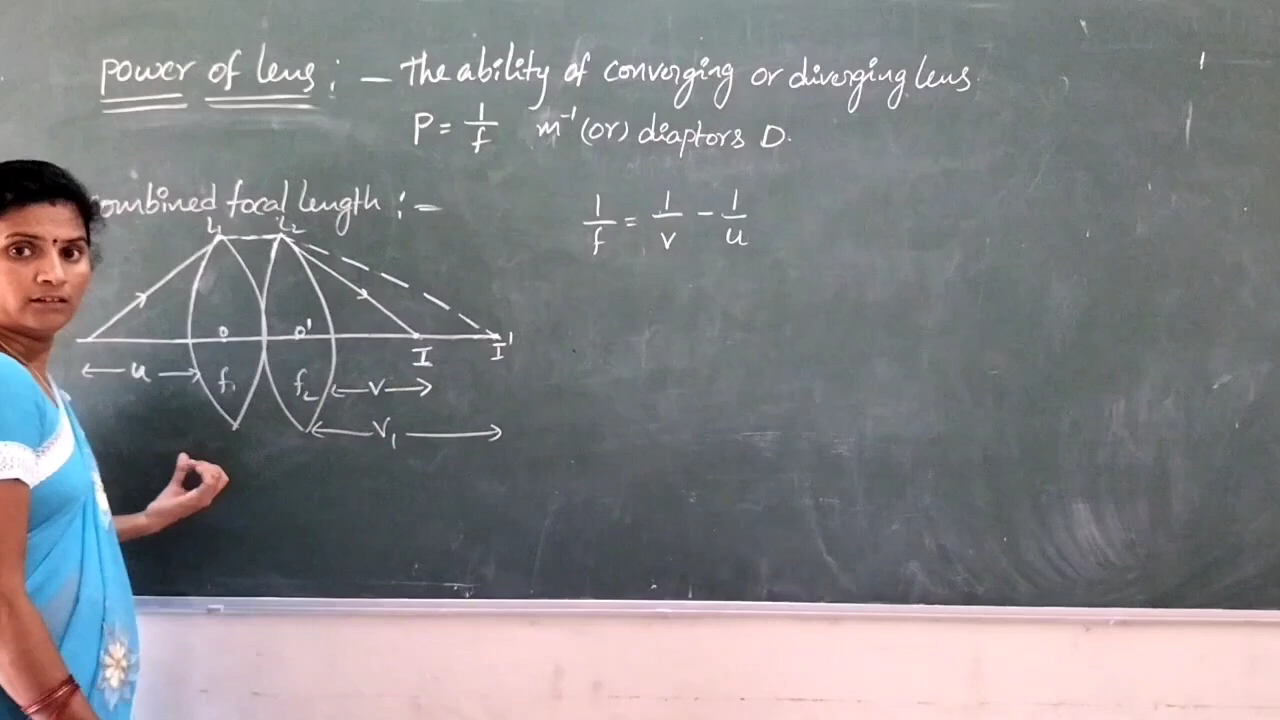 power of lens : - The ability of converging or diverging lens.
P = 1/f m⁻¹ (or) diaptors D.
ombined focal length : -
1/f = 1/v - 1/u
L₁ L₂
O O'
I I'
u f₁ f₂ v
v₁